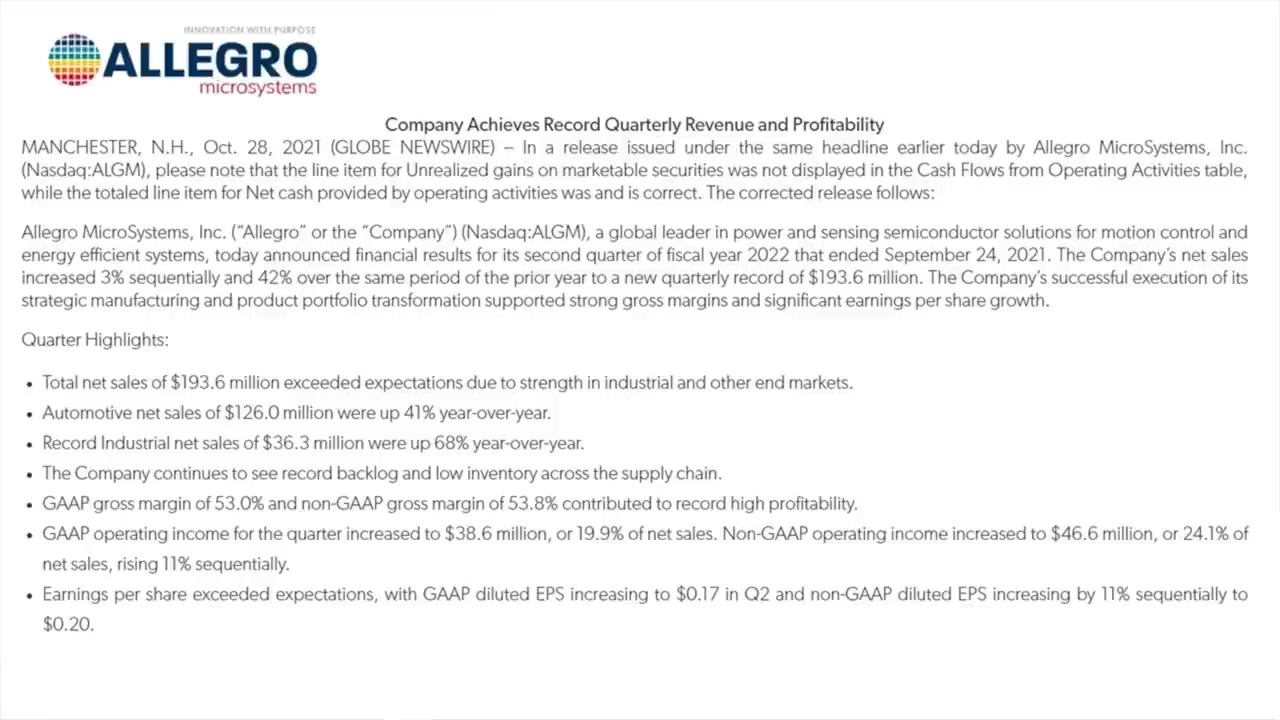 INNOVATION WITH PURPOSE
ALLEGRO
microsystems
Company Achieves Record Quarterly Revenue and Profitability
MANCHESTER, N.H., Oct. 28, 2021 (GLOBE NEWSWIRE) – In a release issued under the same headline earlier today by Allegro MicroSystems, Inc.
(Nasdaq:ALGM), please note that the line item for Unrealized gains on marketable securities was not displayed in the Cash Flows from Operating Activities table,
while the totaled line item for Net cash provided by operating activities was and is correct. The corrected release follows:
Allegro MicroSystems, Inc. (“Allegro” or the “Company”) (Nasdaq:ALGM), a global leader in power and sensing semiconductor solutions for motion control and
energy efficient systems, today announced financial results for its second quarter of fiscal year 2022 that ended September 24, 2021. The Company’s net sales
increased 3% sequentially and 42% over the same period of the prior year to a new quarterly record of $193.6 million. The Company’s successful execution of its
strategic manufacturing and product portfolio transformation supported strong gross margins and significant earnings per share growth.
Quarter Highlights:
• Total net sales of $193.6 million exceeded expectations due to strength in industrial and other end markets.
• Automotive net sales of $126.0 million were up 41% year-over-year.
• Record Industrial net sales of $36.3 million were up 68% year-over-year.
• The Company continues to see record backlog and low inventory across the supply chain.
• GAAP gross margin of 53.0% and non-GAAP gross margin of 53.8% contributed to record high profitability.
• GAAP operating income for the quarter increased to $38.6 million, or 19.9% of net sales. Non-GAAP operating income increased to $46.6 million, or 24.1% of
net sales, rising 11% sequentially.
• Earnings per share exceeded expectations, with GAAP diluted EPS increasing to $0.17 in Q2 and non-GAAP diluted EPS increasing by 11% sequentially to
$0.20.